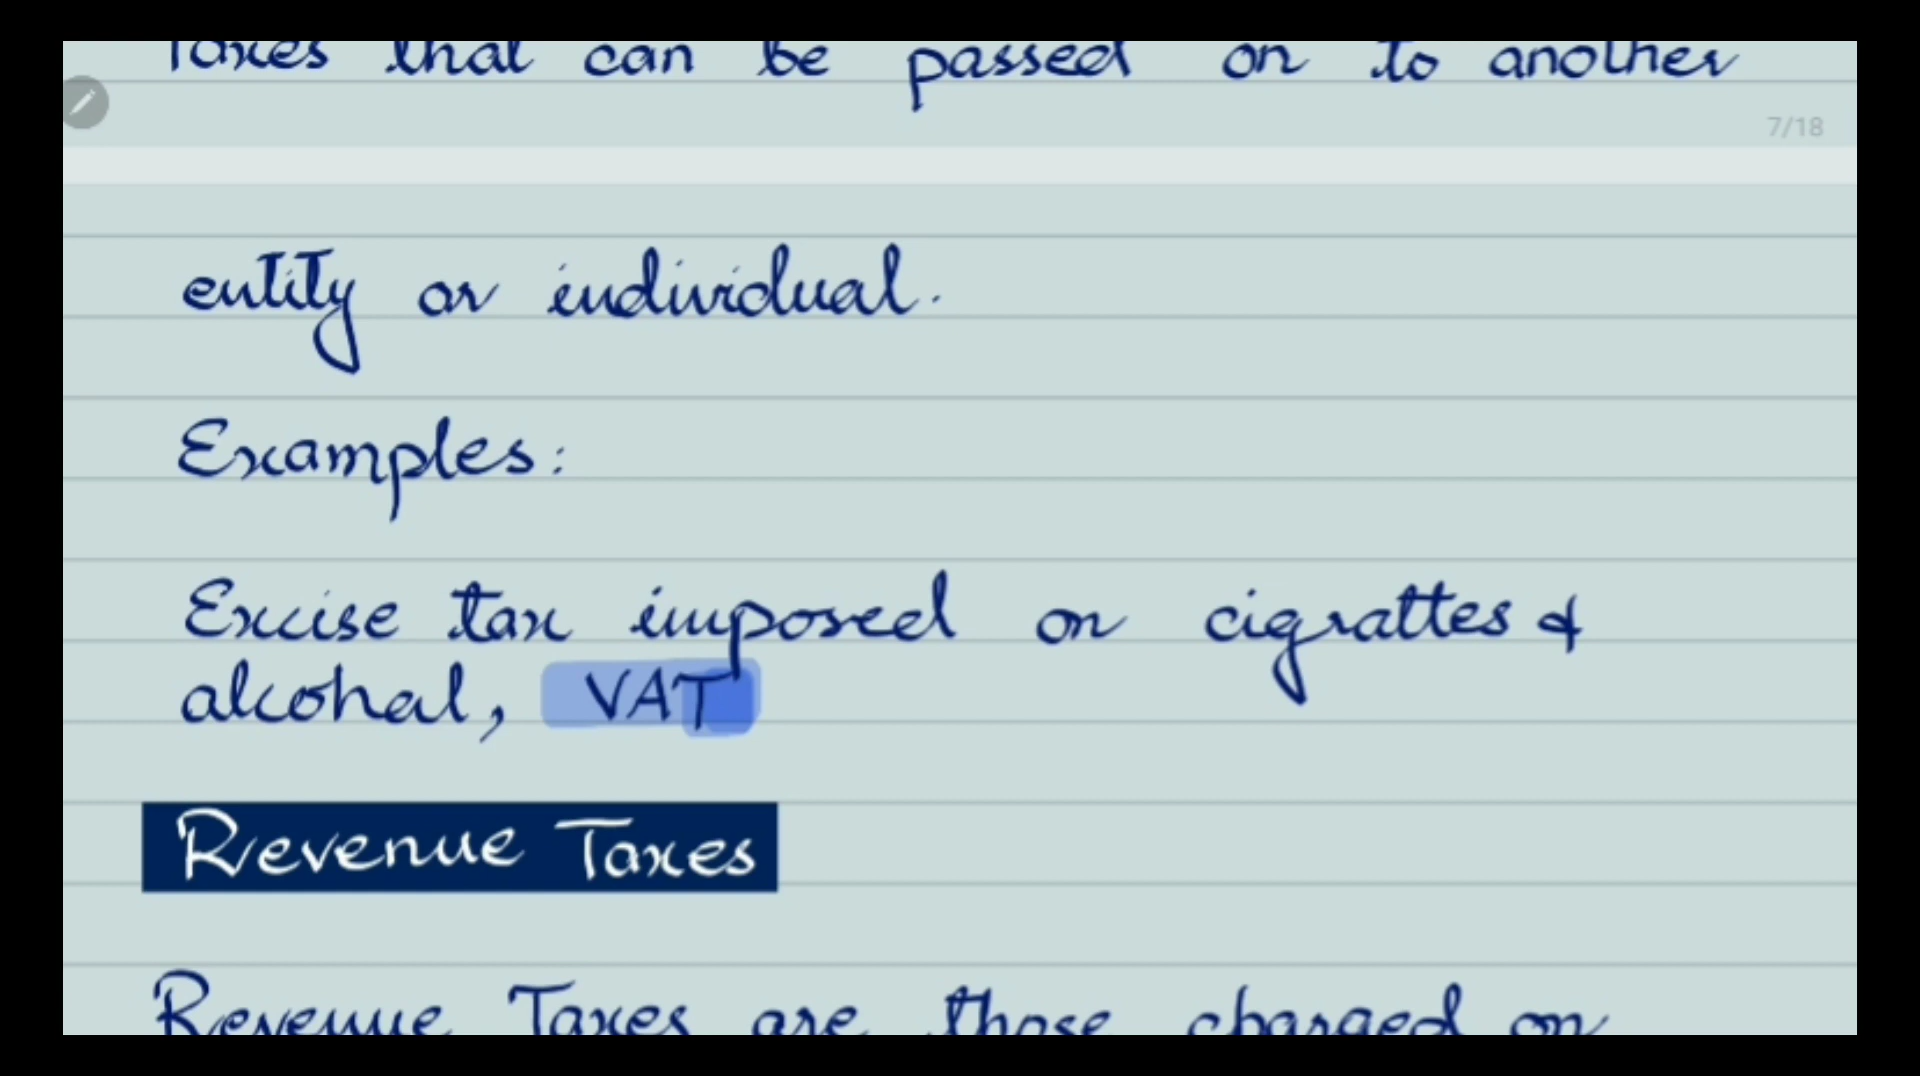 Taxes that can be passed on to another
7/18
entity or individual.
Examples:
Excise tax imposed on cigrattes &
alcohal, VAT
Revenue Taxes
Revenue Taxes are those charged on